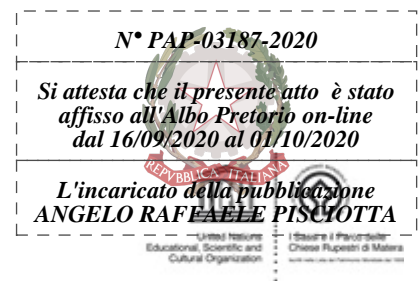 N° PAP-03187-2020
Si attesta che il presente atto è stato
affisso all'Albo Pretorio on-line
dal 16/09/2020 al 01/10/2020
REPVBBLICA ITALIANA
L'incaricato della pubblicazione
ANGELO RAFFAELE PISCIOTTA
United Nations
Educational, Scientific and
Cultural Organization
I Sassi e il Parco delle
Chiese Rupestri di Matera